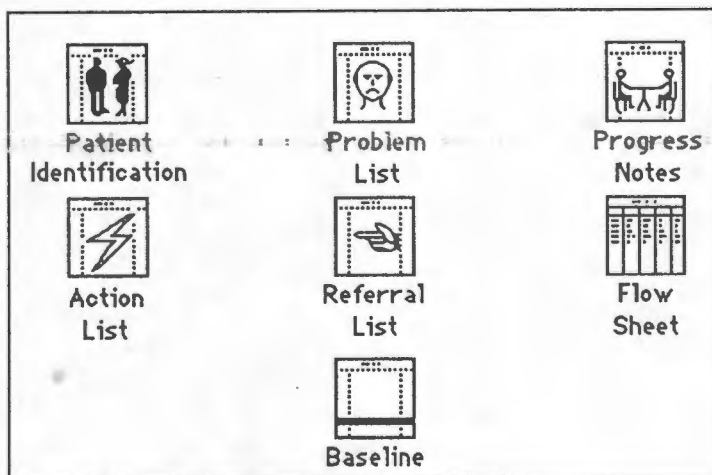 Patient
Identification
Problem
List
Progress
Notes
Action
List
Referral
List
Flow
Sheet
Baseline